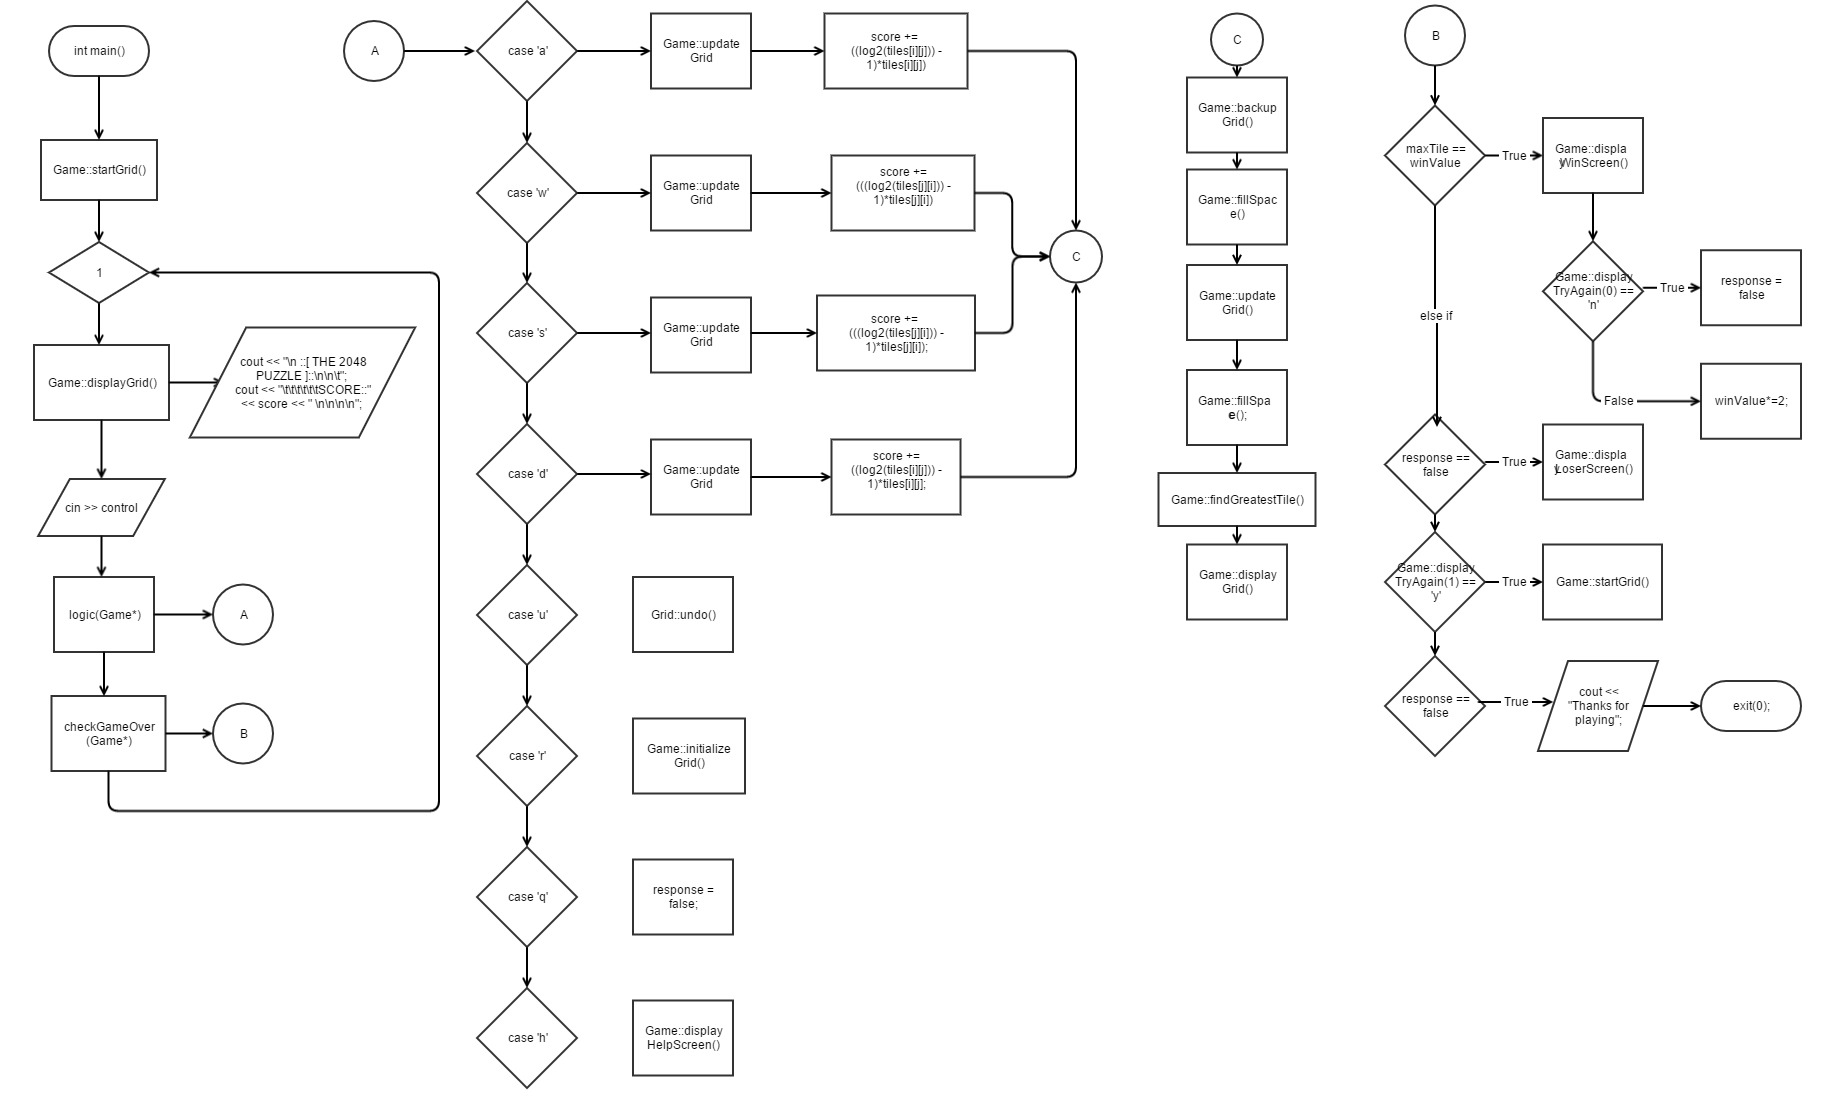 int main()
Game::startGrid()
1
Game::displayGrid()
cout << "\n ::[ THE 2048
PUZZLE ]::\n\n\t";
cout << "\t\t\t\t\t\tSCORE::"
<< score << " \n\n\n\n";
cin >> control
logic(Game*)
A
checkGameOver
(Game*)
B
A
case 'a'
Game::update
Grid
score +=
((log2(tiles[i][j])) -
1)*tiles[i][j])
case 'w'
Game::update
Grid
score +=
(((log2(tiles[j][i])) -
1)*tiles[j][i])
case 's'
Game::update
Grid
score +=
(((log2(tiles[j][i])) -
1)*tiles[j][i]);
case 'd'
Game::update
Grid
score +=
((log2(tiles[i][j])) -
1)*tiles[i][j];
C
case 'u'
Grid::undo()
case 'r'
Game::initialize
Grid()
case 'q'
response =
false;
case 'h'
Game::display
HelpScreen()
C
Game::backup
Grid()
Game::fillSpac
e()
Game::update
Grid()
Game::fillSpa
e();
Game::findGreatestTile()
Game::display
Grid()
B
maxTile ==
winValue
True
Game::displa
yWinScreen()
Game::display
TryAgain(0) ==
'n'
True
response =
false
False
winValue*=2;
else if
response ==
false
True
Game::displa
yLoserScreen()
Game::display
TryAgain(1) ==
'y'
True
Game::startGrid()
response ==
false
True
cout <<
"Thanks for
playing";
exit(0);